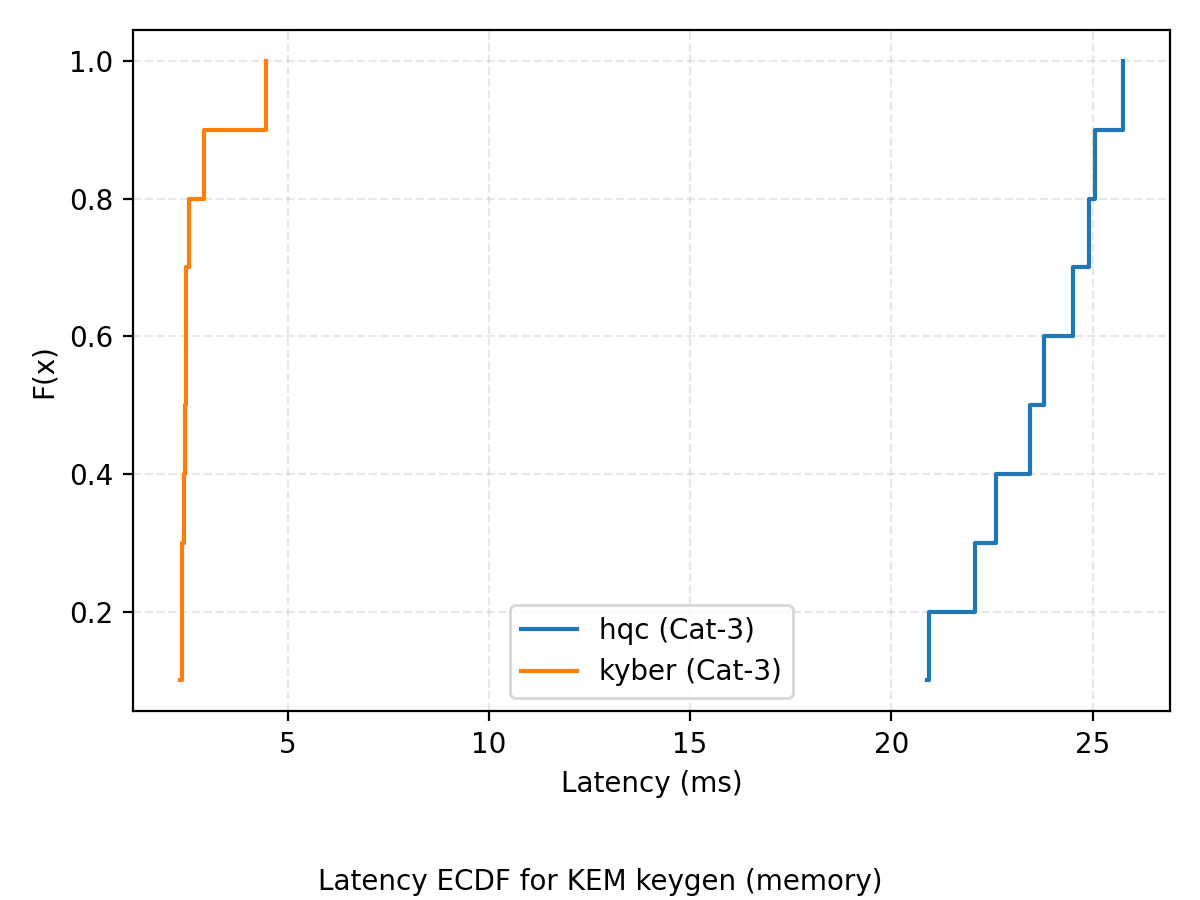 1.0
0.8
0.6
0.4
0.2
F(x)
hqc (Cat-3)
kyber (Cat-3)
5 10 15 20 25
Latency (ms)
Latency ECDF for KEM keygen (memory)